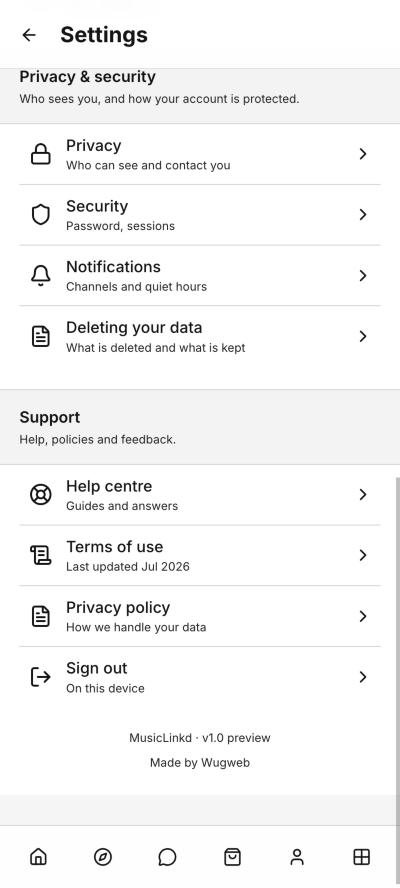 Settings
Privacy & security
Who sees you, and how your account is protected.
Privacy
Who can see and contact you
Security
Password, sessions
Notifications
Channels and quiet hours
Deleting your data
What is deleted and what is kept
Support
Help, policies and feedback.
Help centre
Guides and answers
Terms of use
Last updated Jul 2026
Privacy policy
How we handle your data
Sign out
On this device
MusicLinkd · v1.0 preview
Made by Wugweb